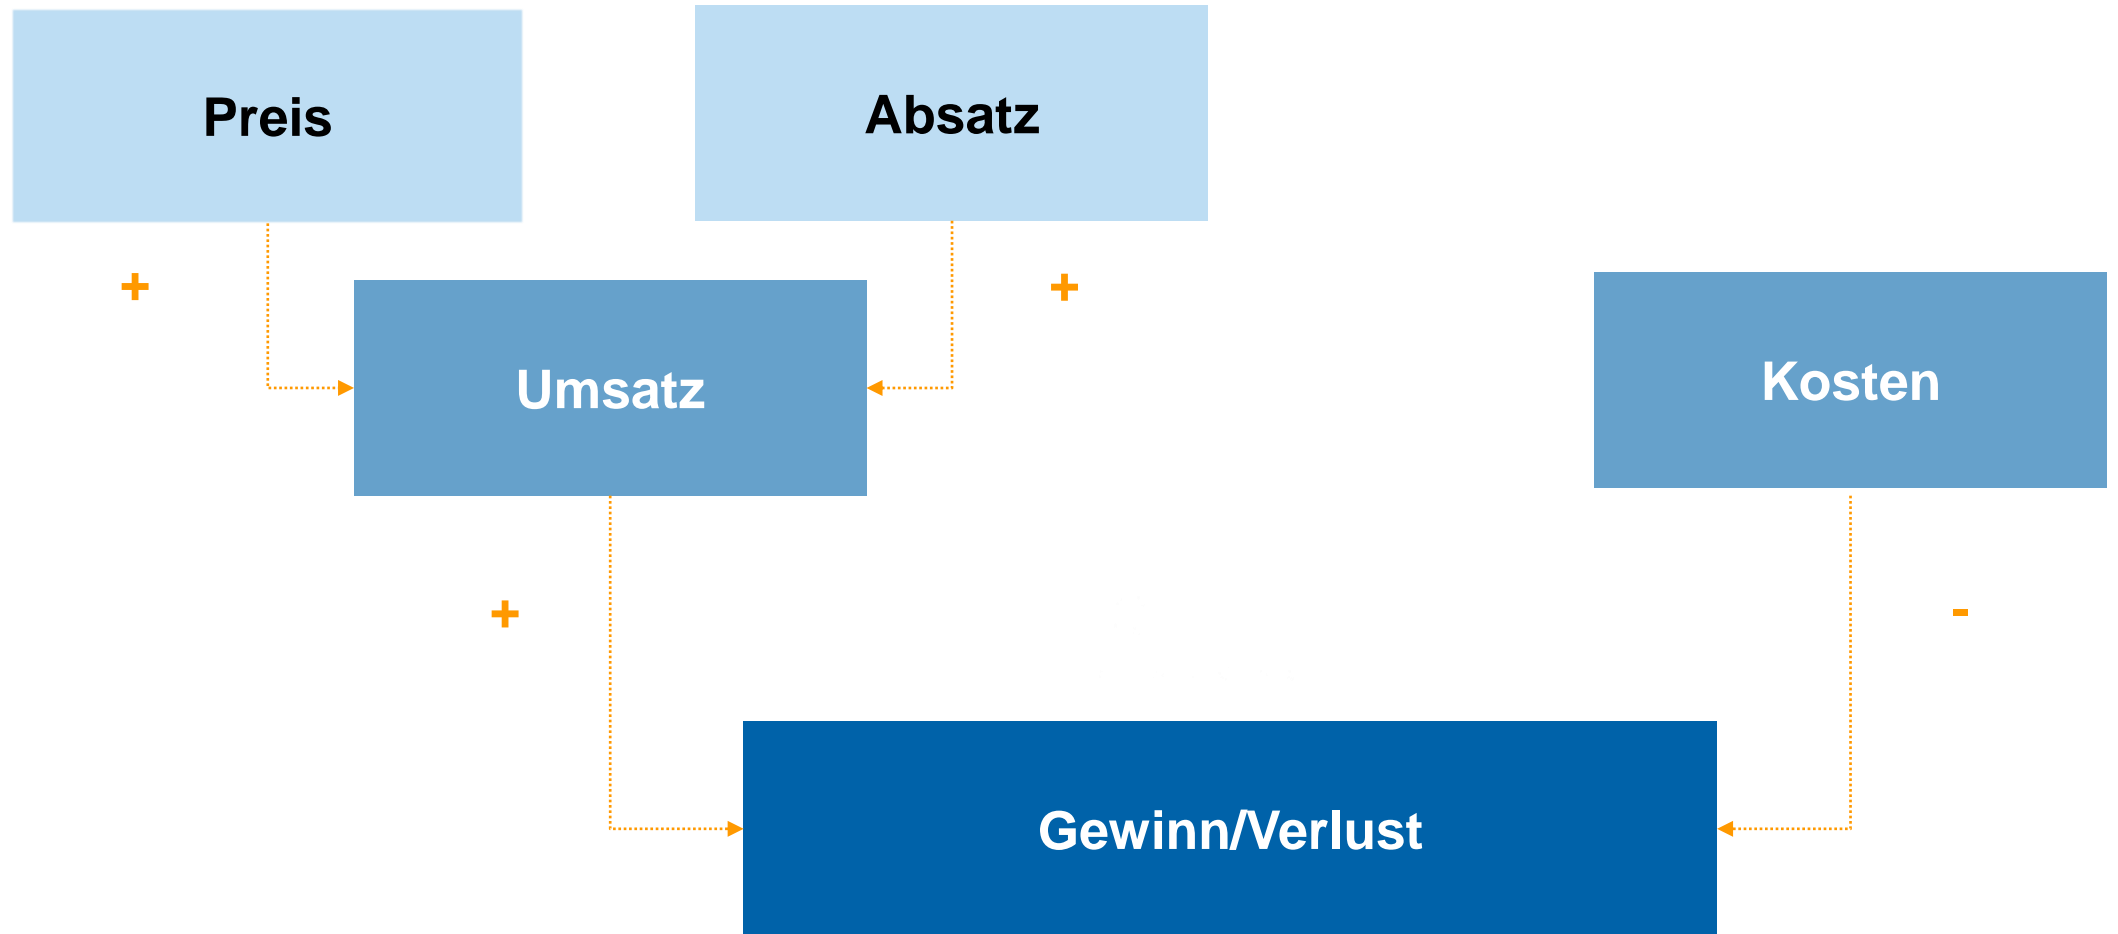 Preis
Absatz
+
+
Umsatz
Kosten
+
-
Gewinn/Verlust